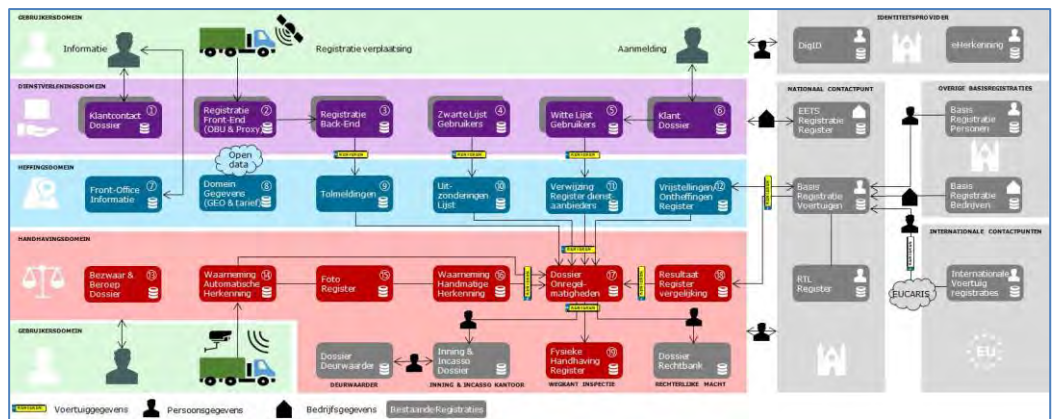 GEBRUIKERSDOMEIN
Informatie
Registratie verplaatsing
Aanmelding
IDENTITEITSPROVIDER
DigID
eHerkenning
DIENSTVERLENINGSDOMEIN
Klantcontact
Dossier
1
Registratie
Front-End
(OBU & Proxy)
2
Registratie
Back-End
3
Zwarte Lijst
Gebruikers
4
Witte Lijst
Gebruikers
5
Klant
Dossier
6
NATIONAAL CONTACTPUNT
EETS
Registratie
Register
OVERIGE BASISREGISTRATIES
Basis
Registratie
Personen
HEFFINGSDOMEIN
Open
data
Front-Office
Informatie
7
Domein
Gegevens
(GEO & tarief)
8
Tolmeldingen
9
Uit-
zonderingen
Lijst
10
Verwijzing
Register dienst-
aanbieders
11
Vrijstellingen/
Ontheffingen
Register
12
Basis
Registratie
Voertuigen
Basis
Registratie
Bedrijven
HANDHAVINGSDOMEIN
Bezwaar &
Beroep
Dossier
13
Waarneming
Automatische
Herkenning
14
Foto
Register
15
Waarneming
Handmatige
Herkenning
16
Dossier
Onregel-
matigheden
17
Resultaat
Register
vergelijking
18
RTL
Register
INTERNATIONALE CONTACTPUNTEN
EUCARIS
Internationale
Voertuig
registraties
EU
GEBRUIKERSDOMEIN
Dossier
Deurwaarder
Inning &
Incasso
Dossier
Fysieke
Handhaving
Register
19
Dossier
Rechtbank
DEURWAARDER
INNING & INCASSO KANTOOR
WEGKANT INSPECTIE
RECHTERLIJKE MACHT
Voertuiggegevens
Persoonsgegevens
Bedrijfsgegevens
Bestaande Registraties